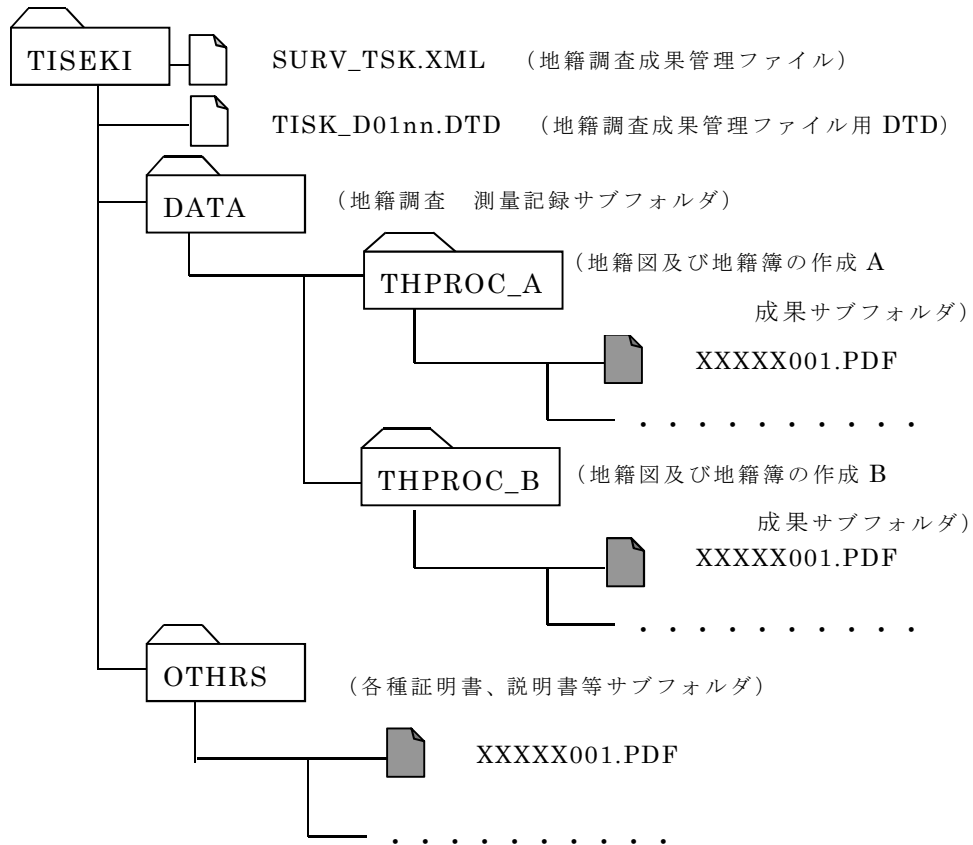 TISEKI
SURV_TSK.XML （地籍調査成果管理ファイル）
TISK_D01nn.DTD （地籍調査成果管理ファイル用 DTD）
DATA
（地籍調査　測量記録サブフォルダ）
THPROC_A
（地籍図及び地籍簿の作成 A
成果サブフォルダ）
XXXXX001.PDF
．．．．．．．．．．
THPROC_B
（地籍図及び地籍簿の作成 B
成果サブフォルダ）
XXXXX001.PDF
．．．．．．．．．．
OTHRS
（各種証明書、説明書等サブフォルダ）
XXXXX001.PDF
．．．．．．．．．．